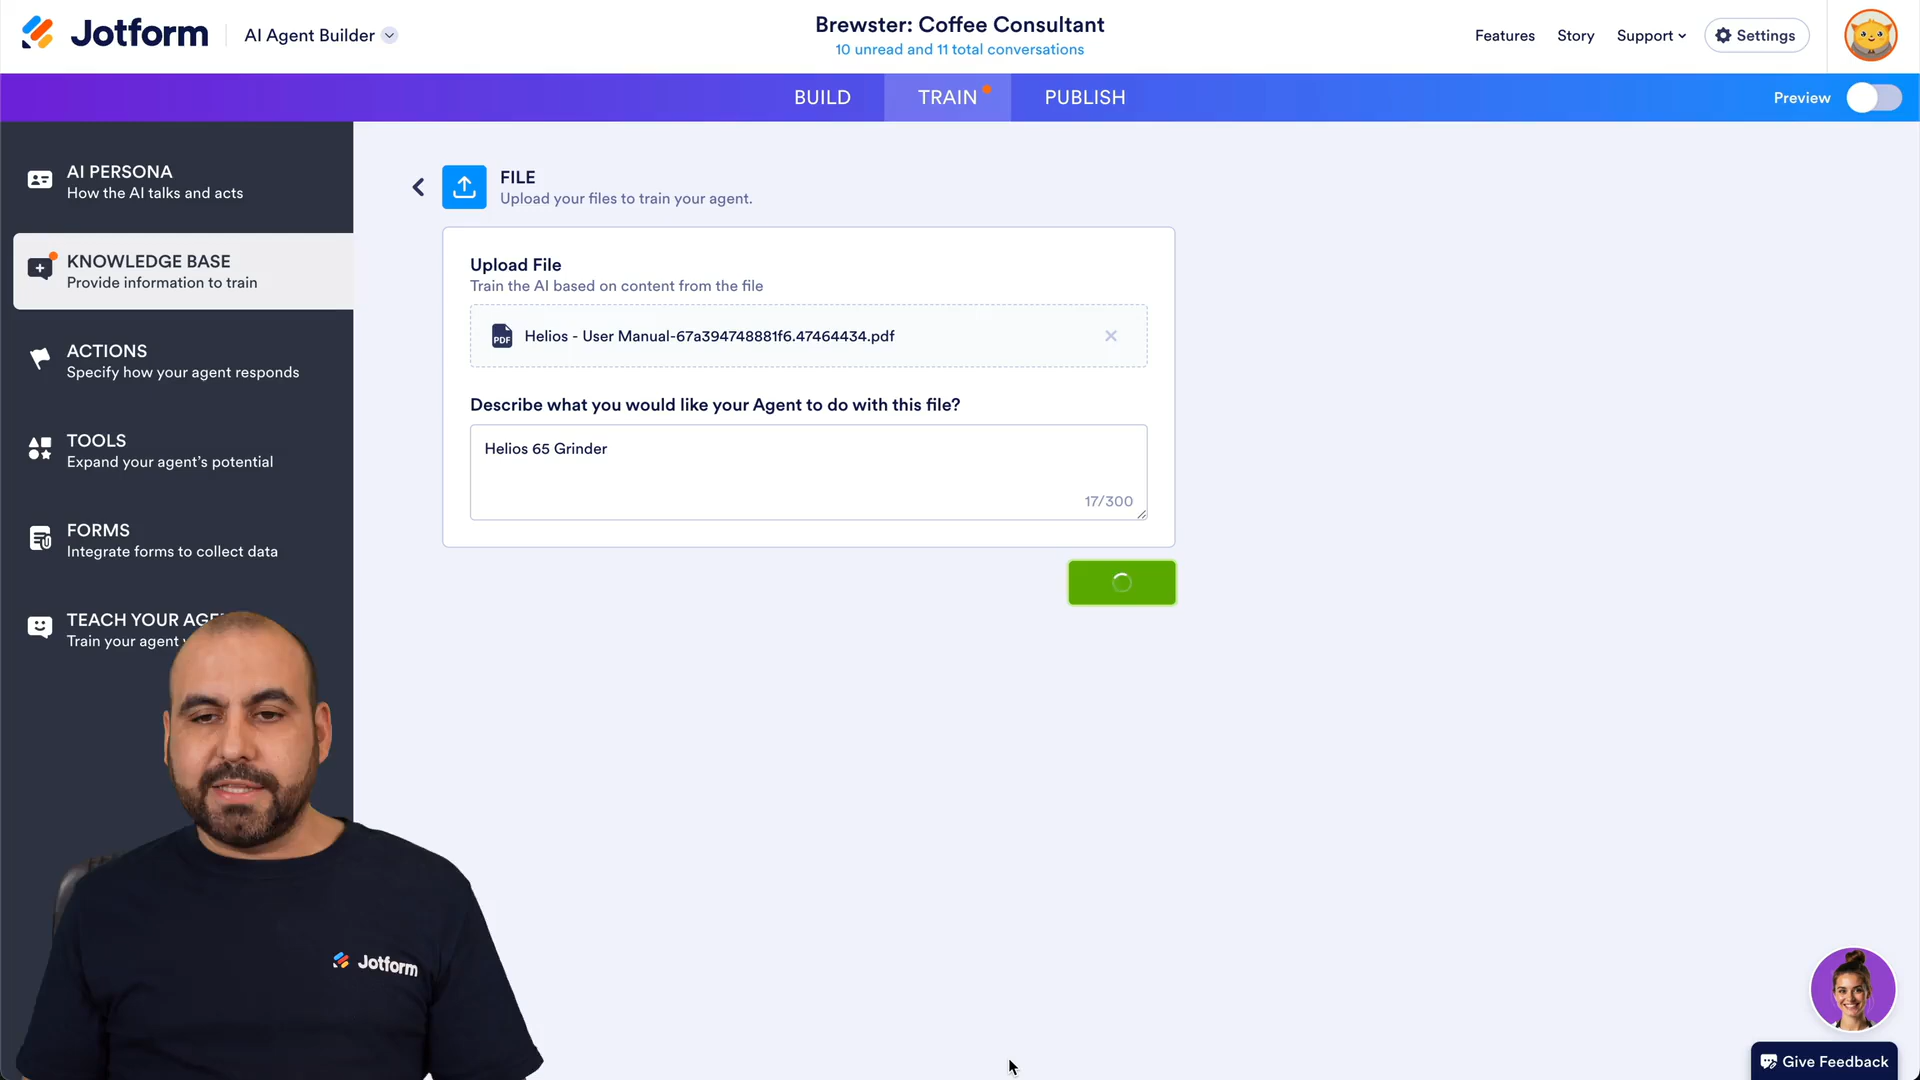 Jotform
AI Agent Builder
Brewster: Coffee Consultant
10 unread and 11 total conversations
Features
Story
Support
Settings
BUILD
TRAIN
PUBLISH
Preview
AI PERSONA
How the AI talks and acts
KNOWLEDGE BASE
Provide information to train
ACTIONS
Specify how your agent responds
TOOLS
Expand your agent's potential
FORMS
Integrate forms to collect data
TEACH YOUR AGE
Train your agent
FILE
Upload your files to train your agent.
Upload File
Train the AI based on content from the file
PDF
Helios - User Manual-67a394748881f6.47464434.pdf
Describe what you would like your Agent to do with this file?
Helios 65 Grinder
17/300
Jotform
Give Feedback